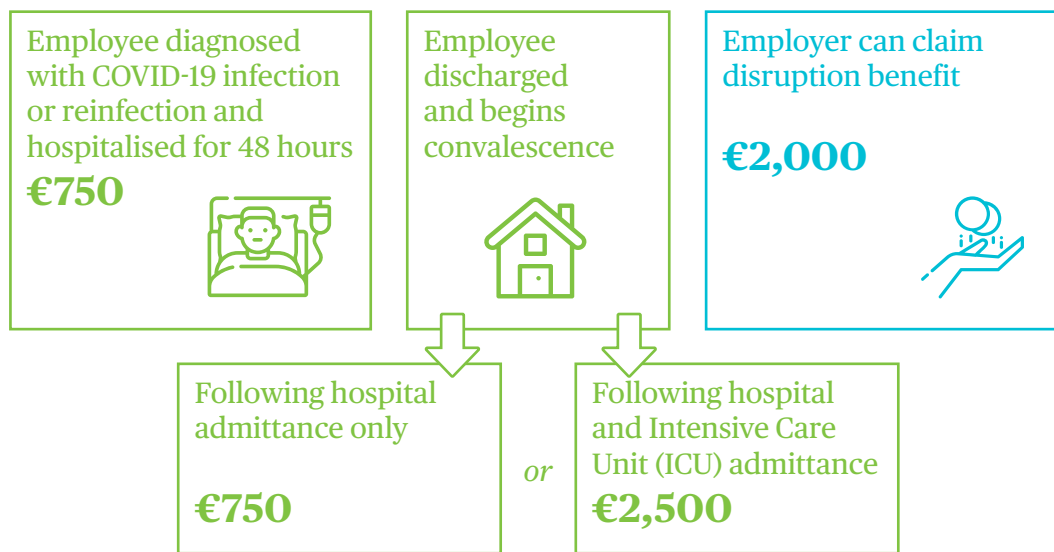 Employee diagnosed
with COVID-19 infection
or reinfection and
hospitalised for 48 hours
€750
Employee
discharged
and begins
convalescence
Employer can claim
disruption benefit
€2,000
Following hospital
admittance only
€750
or
Following hospital
and Intensive Care
Unit (ICU) admittance
€2,500